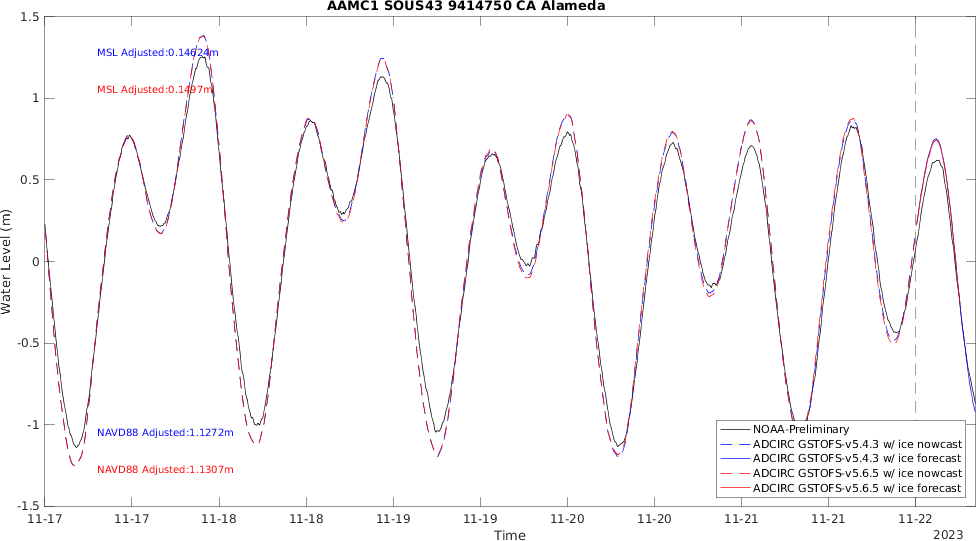 AAMC1 SOUS43 9414750 CA Alameda
1.5
MSL Adjusted:0.14624m
MSL Adjusted:0.1497m
1
0.5
Water Level (m)
0
-0.5
-1
NAVD88 Adjusted:1.1272m
NAVD88 Adjusted:1.1307m
NOAA-Preliminary
ADCIRC GSTOFS-v5.4.3 w/ ice nowcast
ADCIRC GSTOFS-v5.4.3 w/ ice forecast
ADCIRC GSTOFS-v5.6.5 w/ ice nowcast
ADCIRC GSTOFS-v5.6.5 w/ ice forecast
-1.5
11-17 11-17 11-18 11-18 11-19 11-19 11-20 11-20 11-21 11-21 11-22
Time
2023